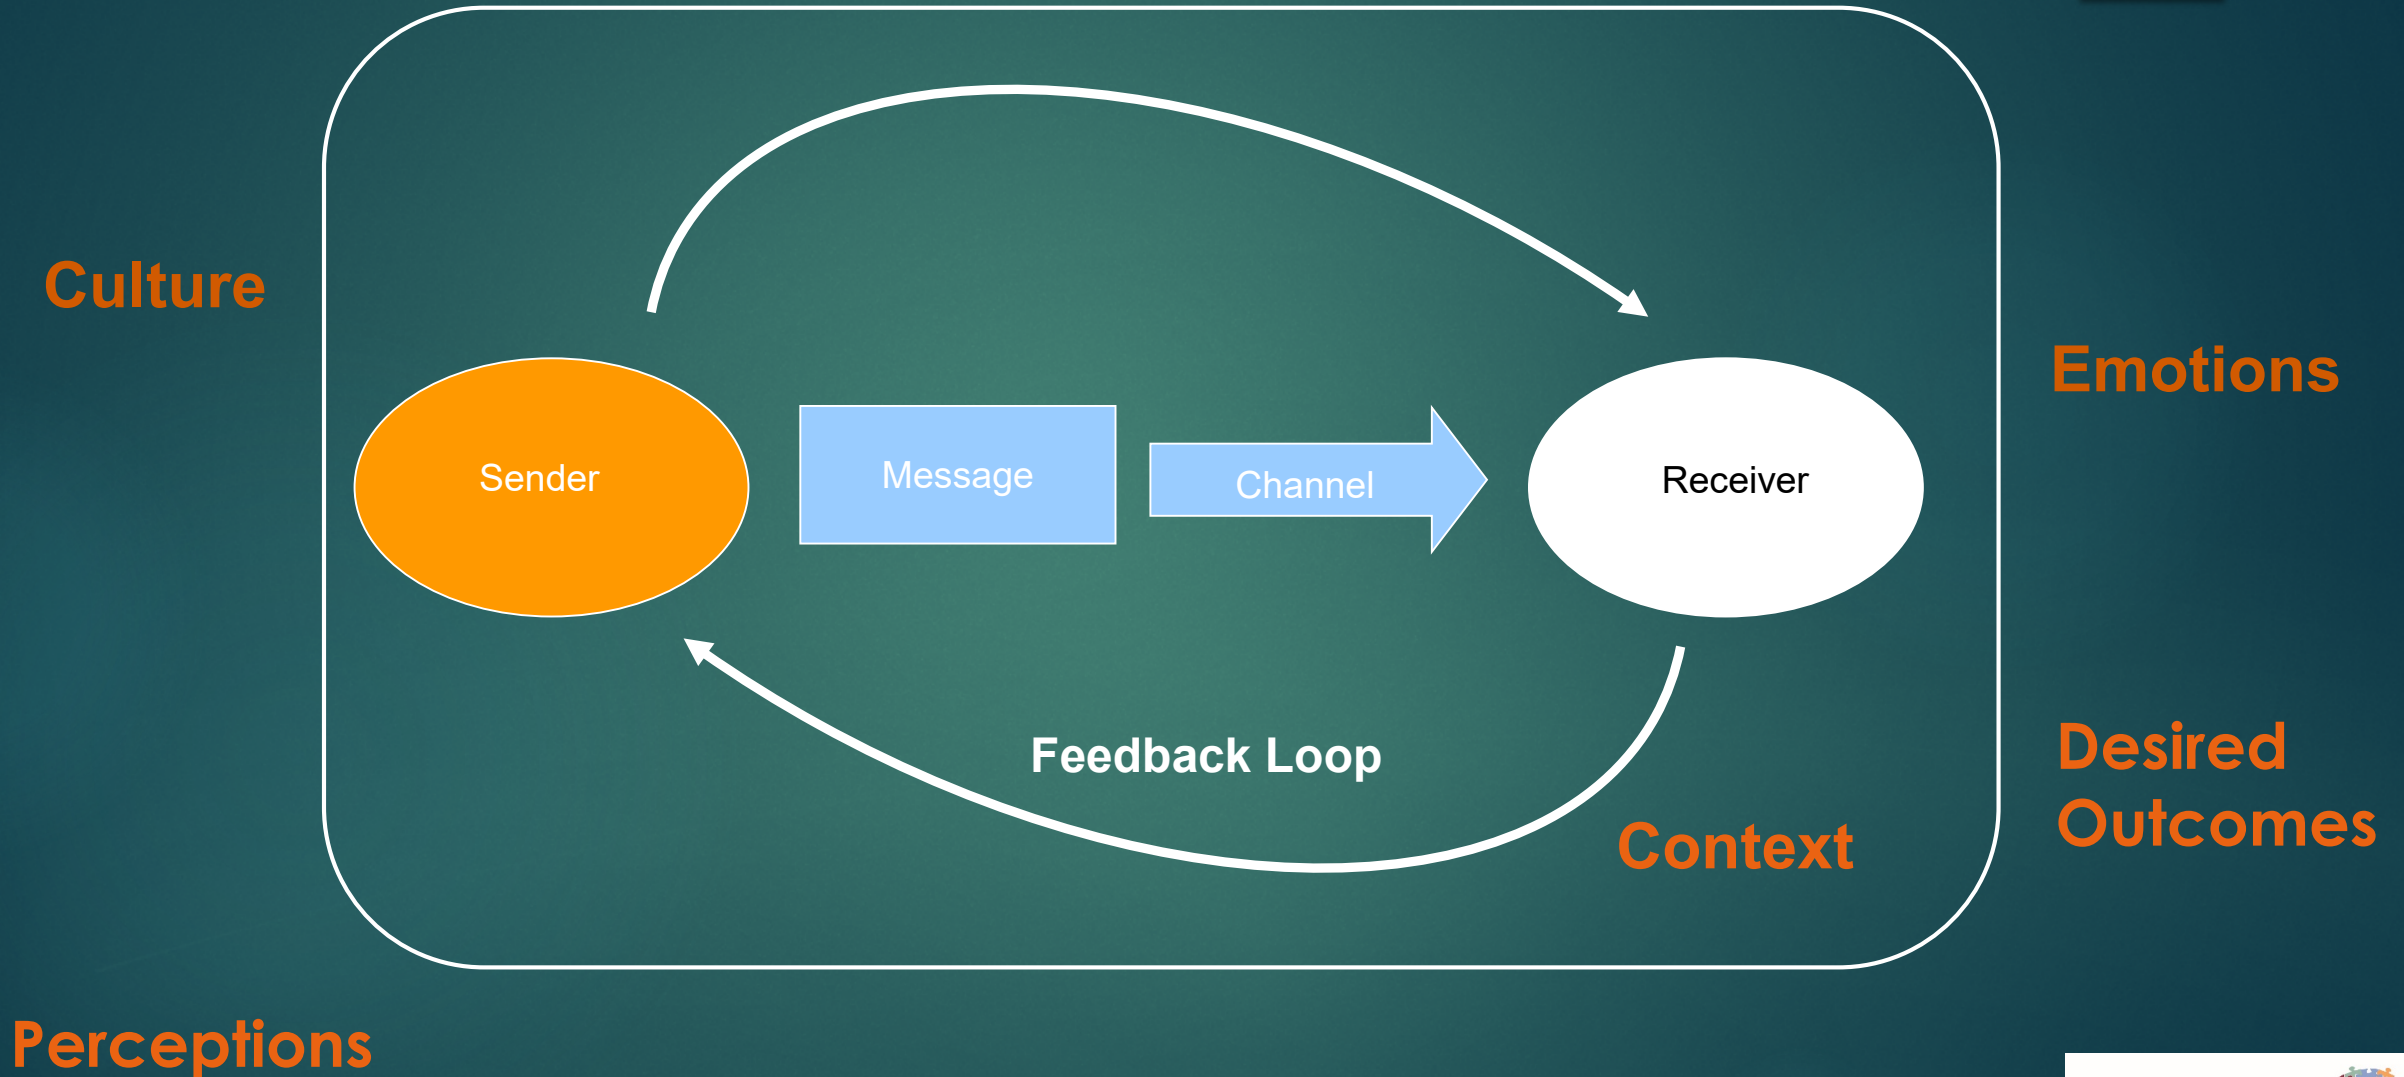 Culture
Emotions
Sender
Message
Channel
Receiver
Feedback Loop
Desired
Outcomes
Context
Perceptions